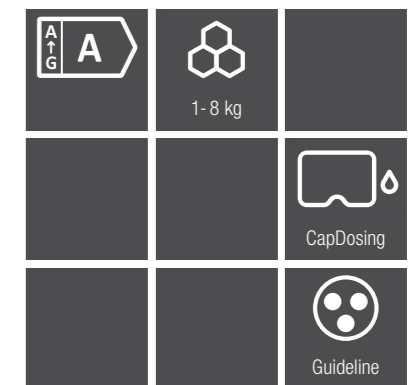 A
↑
G
A
1-8 kg
CapDosing
Guideline